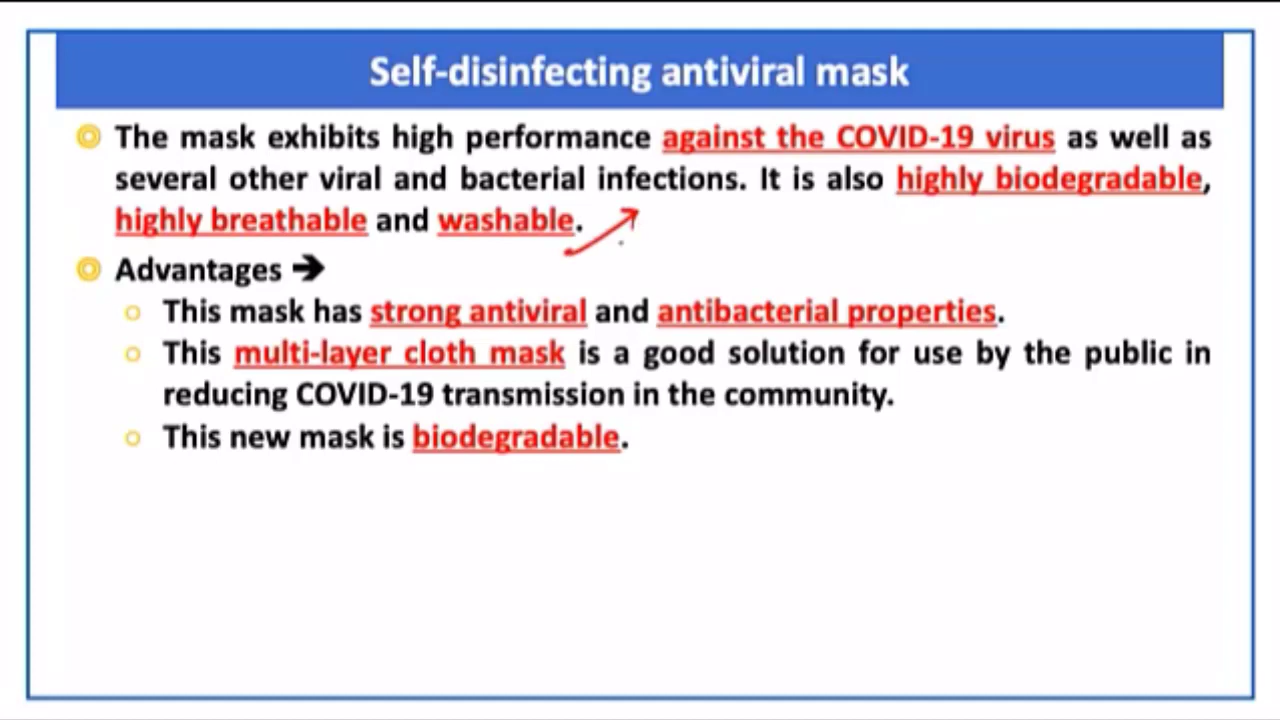 Self-disinfecting antiviral mask
The mask exhibits high performance against the COVID-19 virus as well as
several other viral and bacterial infections. It is also highly biodegradable,
highly breathable and washable.
Advantages ➔
This mask has strong antiviral and antibacterial properties.
This multi-layer cloth mask is a good solution for use by the public in
reducing COVID-19 transmission in the community.
This new mask is biodegradable.